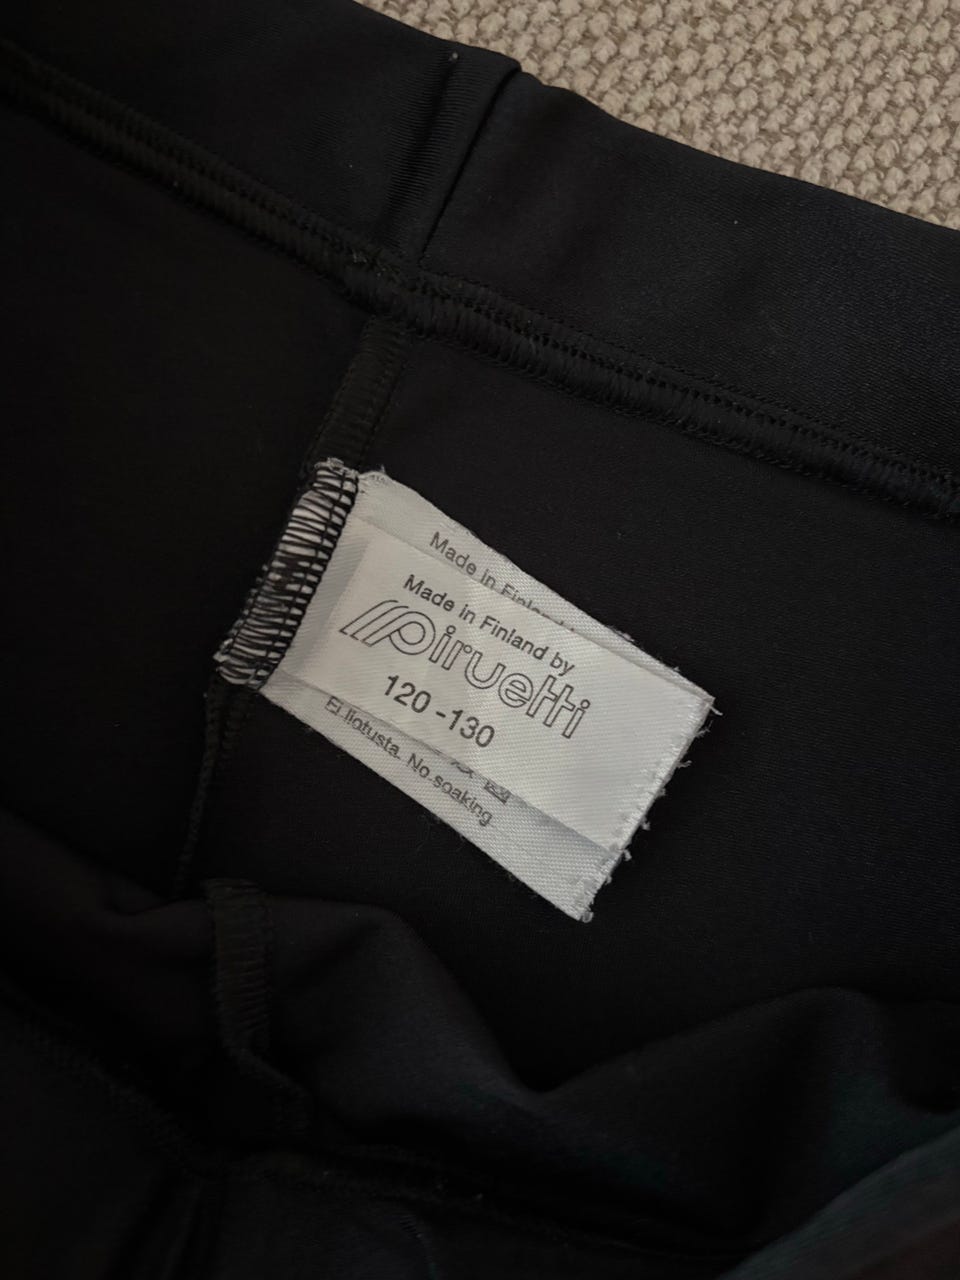 Made in Finland
Made in Finland by
Piruetti
120-130
Ei liotusta. No soaking